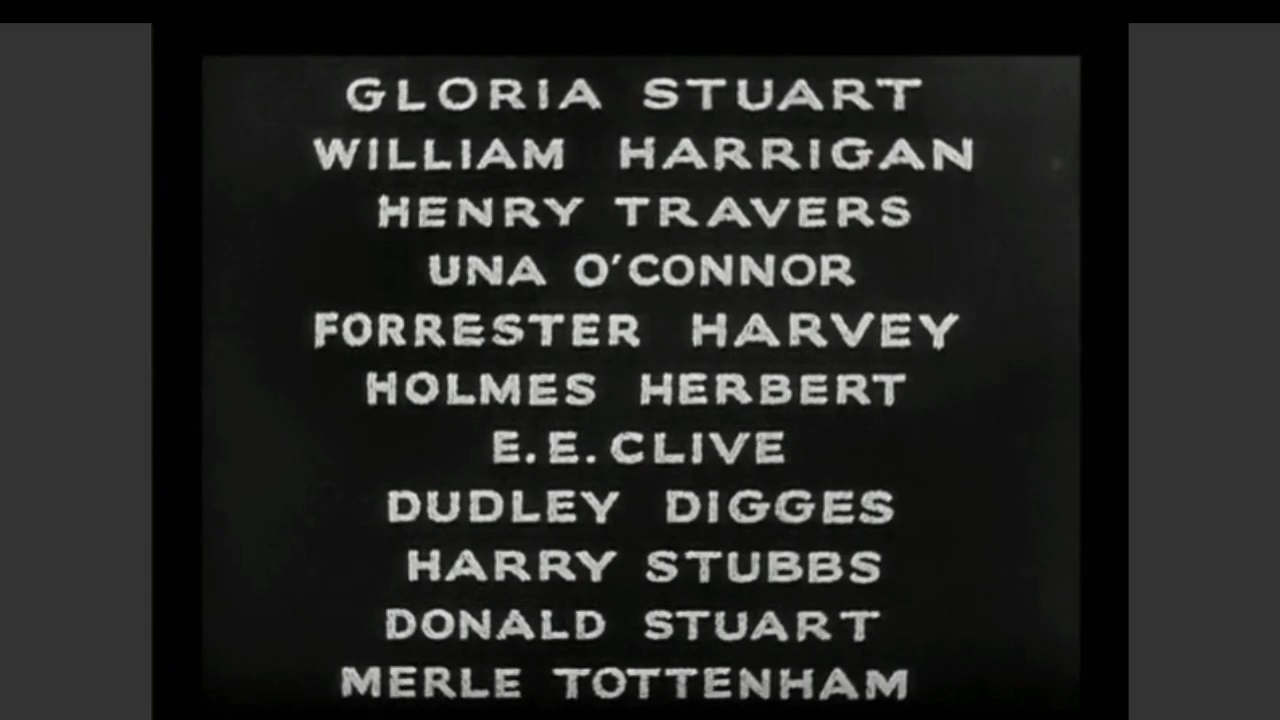 GLORIA STUART
WILLIAM HARRIGAN
HENRY TRAVERS
UNA O'CONNOR
FORRESTER HARVEY
HOLMES HERBERT
E.E. CLIVE
DUDLEY DIGGES
HARRY STUBBS
DONALD STUART
MERLE TOTTENHAM